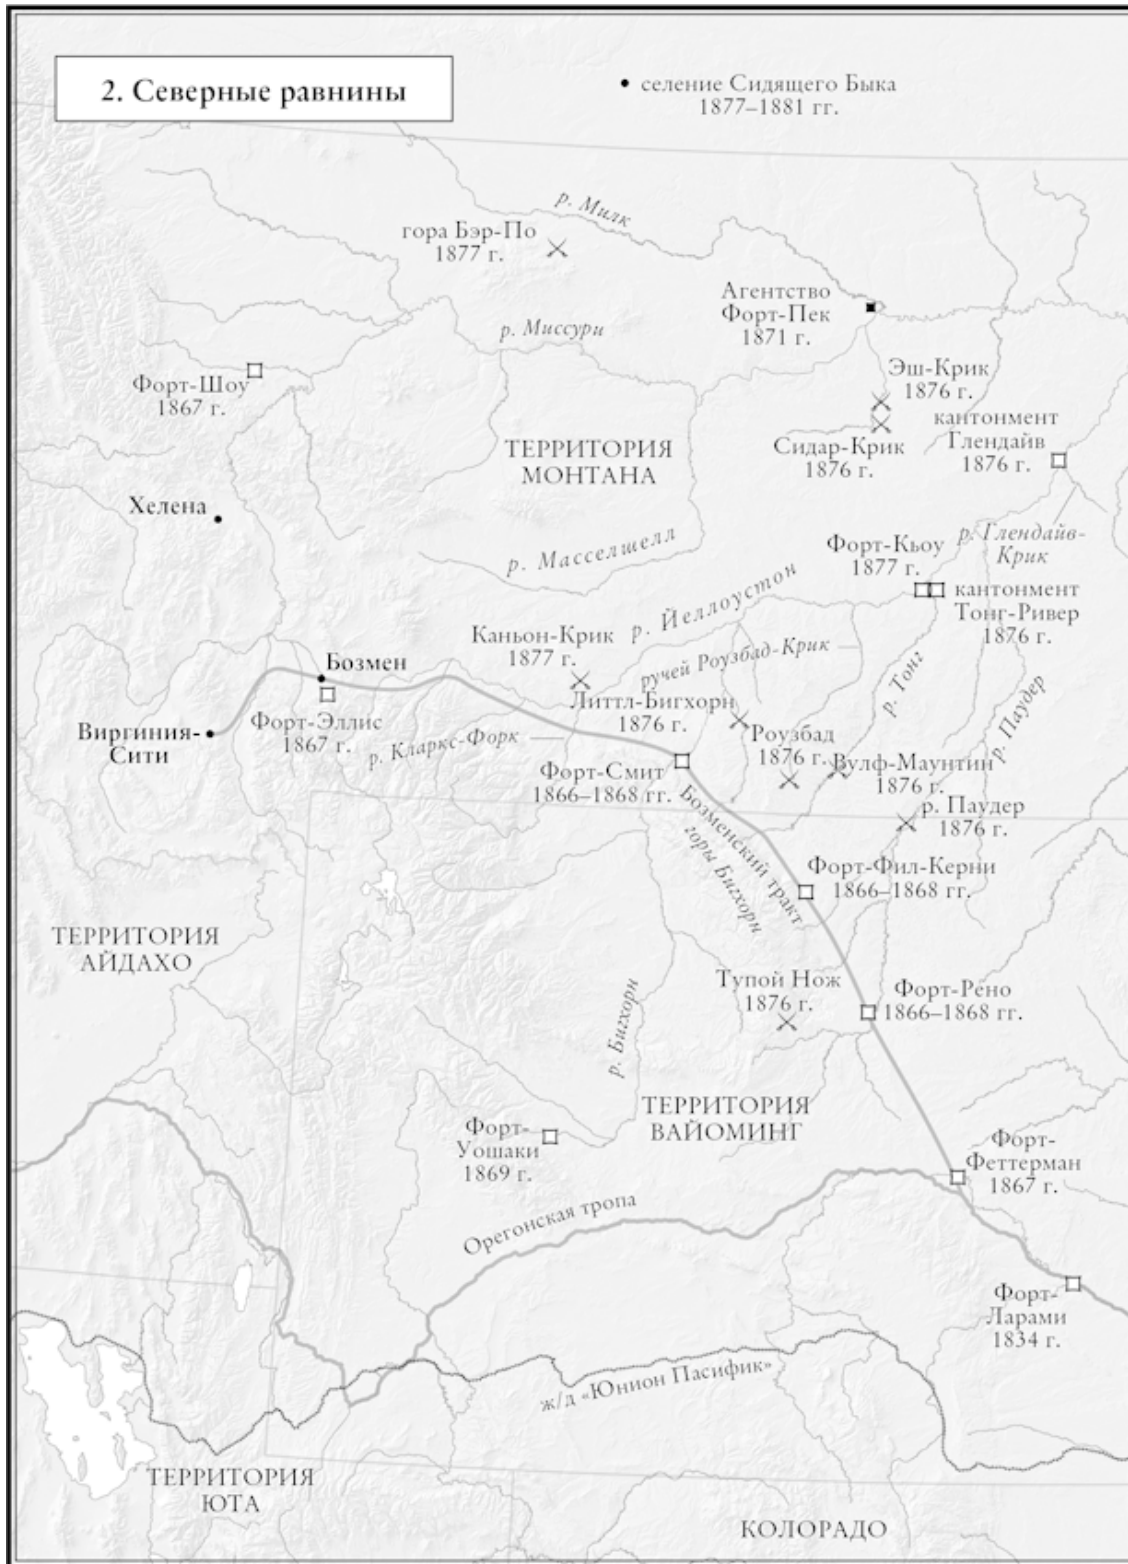 2. Северные равнины
селение Сидящего Быка
1877–1881 гг.
р. Милк
гора Бэр-По
1877 г.
Агентство
Форт-Пек
1871 г.
р. Миссури
Форт-Шоу
1867 г.
Эш-Крик
1876 г.
кантонмент
Глендайв
1876 г.
Сидар-Крик
1876 г.
ТЕРРИТОРИЯ
МОНТАНА
Хелена
р. Масселшелл
р. Глендайв-
Крик
Форт-Кьоу
1877 г.
кантонмент
Тонг-Ривер
1876 г.
р. Йеллоустон
Каньон-Крик
1877 г.
ручей Роузбад-Крик
р. Тонг
р. Паудер
Бозмен
Форт-Эллис
1867 г.
Виргиния-
Сити
р. Кларкс-Форк
Литтл-Бигхорн
1876 г.
Роузбад
1876 г.
Вулф-Маунтин
1876 г.
Форт-Смит
1866–1868 гг.
р. Паудер
1876 г.
Бозменский тракт
горы Бигхорн
Форт-Фил-Керни
1866–1868 гг.
ТЕРРИТОРИЯ
АЙДАХО
Тупой Нож
1876 г.
Форт-Рено
1866–1868 гг.
р. Бигхорн
ТЕРРИТОРИЯ
ВАЙОМИНГ
Форт-
Уошаки
1869 г.
Форт-
Феттерман
1867 г.
Орегонская тропа
Форт-
Ларами
1834 г.
ж/д «Юнион Пасифик»
ТЕРРИТОРИЯ
ЮТА
КОЛОРАДО